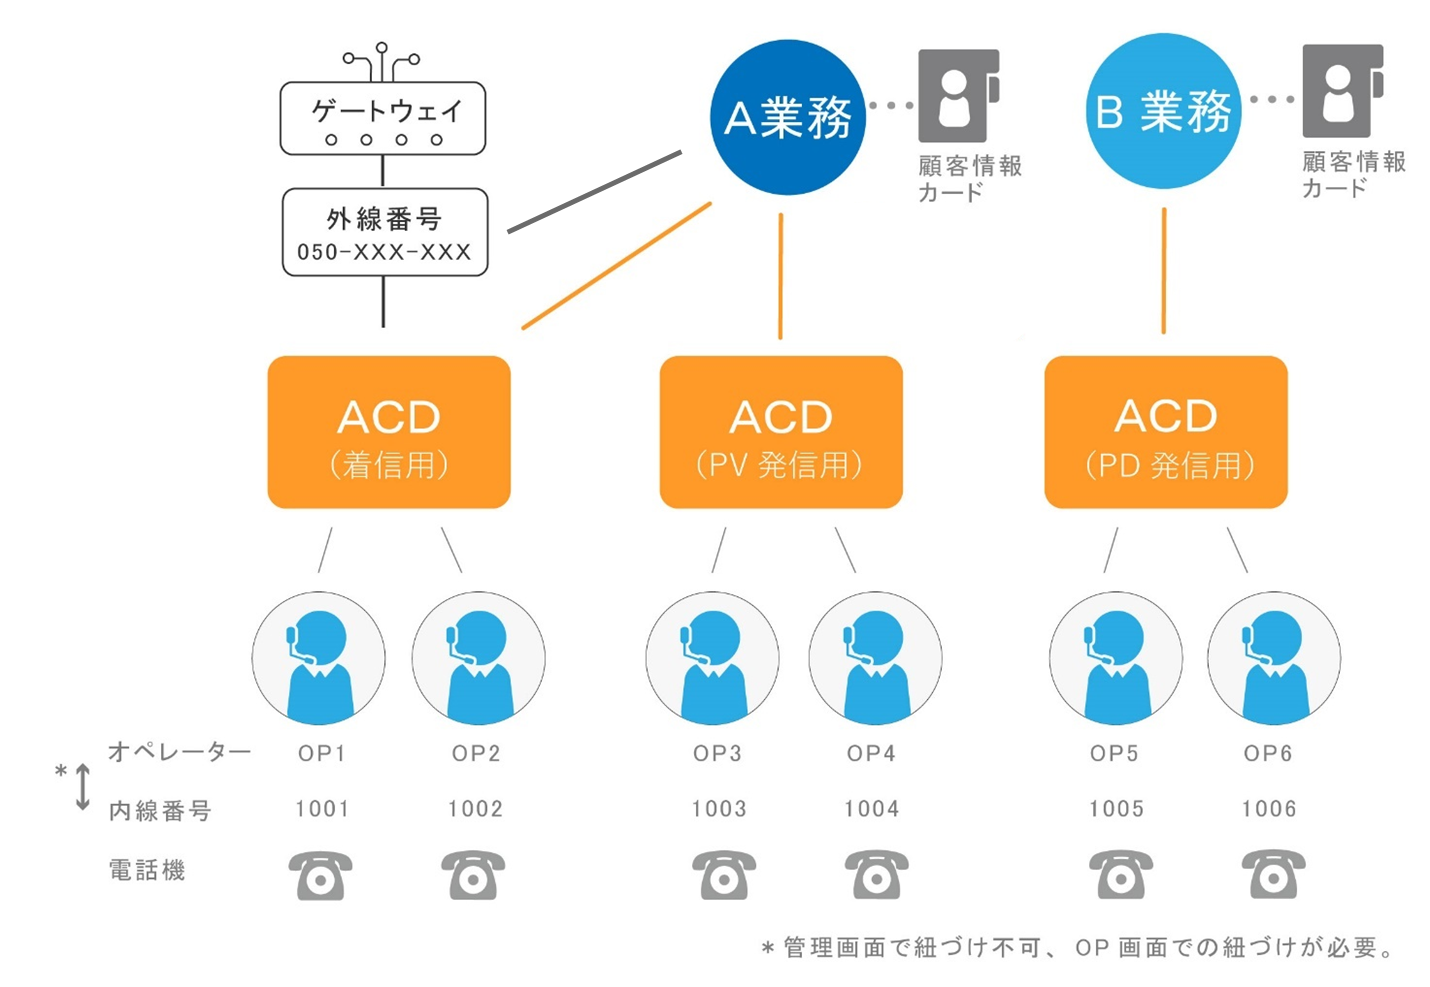 ゲートウェイ
外線番号
050-XXX-XXX
A業務
顧客情報
カード
B 業務
顧客情報
カード
ACD
(着信用)
ACD
(PV 発信用)
ACD
(PD 発信用)
オペレーター OP1 OP2 OP3 OP4 OP5 OP6
*
内線番号 1001 1002 1003 1004 1005 1006
電話機
*管理画面で紐づけ不可、OP 画面での紐づけが必要。